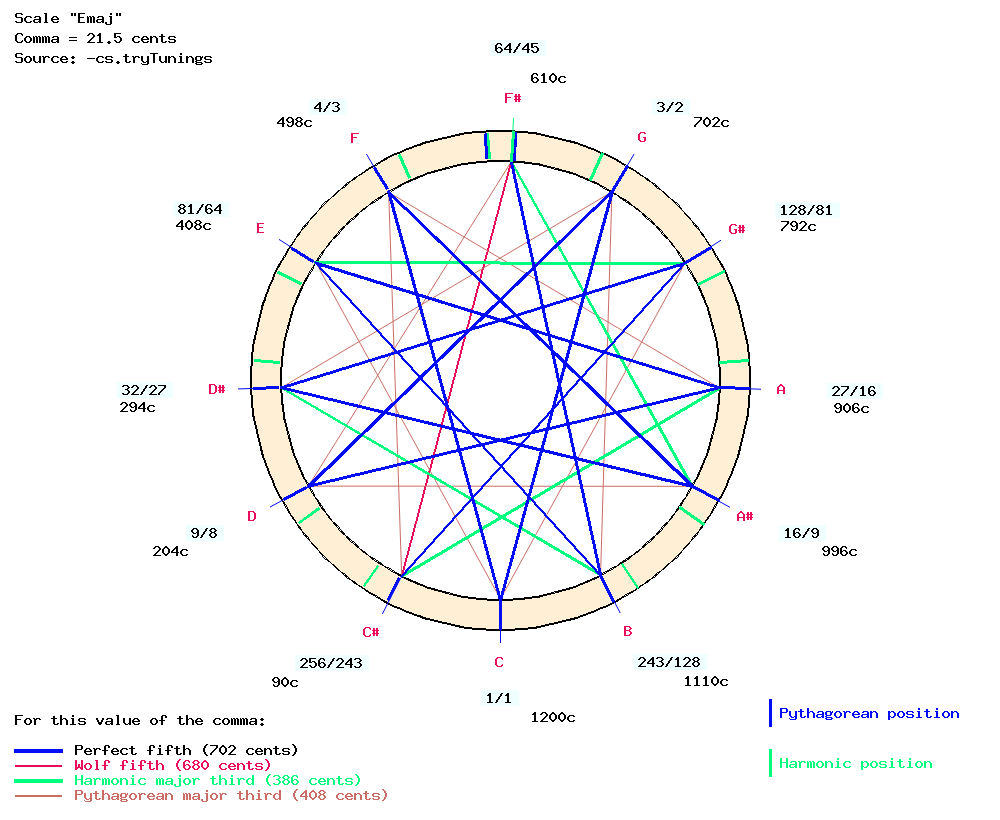 Scale "Emaj"
Comma = 21.5 cents
Source: -cs.tryTunings
64/45
610c
F#
4/3
498c
F
3/2
702c
G
81/64
408c
E
128/81
792c
G#
32/27
294c
D#
27/16
906c
A
9/8
204c
D
16/9
996c
A#
256/243
90c
C#
243/128
1110c
B
C
1/1
1200c
For this value of the comma:
Perfect fifth (702 cents)
Wolf fifth (680 cents)
Harmonic major third (386 cents)
Pythagorean major third (408 cents)
Pythagorean position
Harmonic position